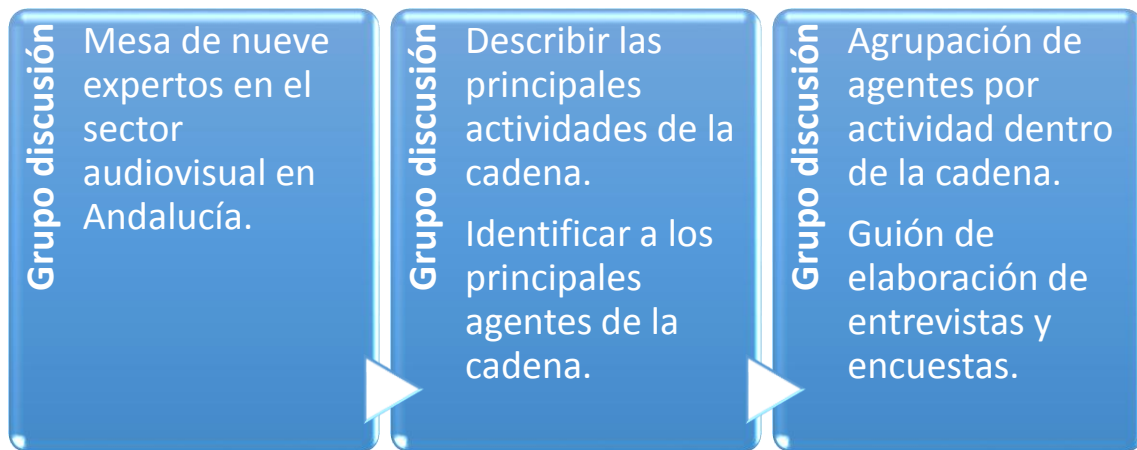 Grupo discusión
Mesa de nueve
expertos en el
sector
audiovisual en
Andalucía.
Grupo discusión
Describir las
principales
actividades de la
cadena.
Identificar a los
principales
agentes de la
cadena.
Grupo discusión
Agrupación de
agentes por
actividad dentro
de la cadena.
Guión de
elaboración de
entrevistas y
encuestas.